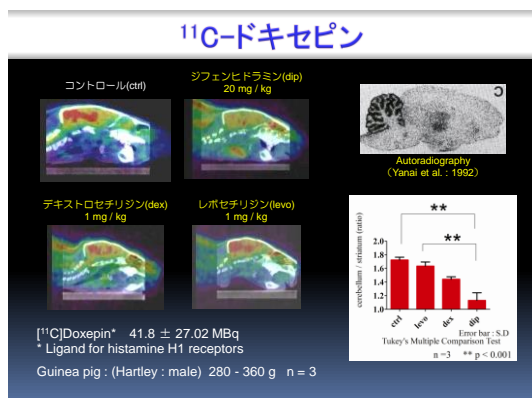 ¹¹C-ドキセピン
コントロール(ctrl)
ジフェンヒドラミン(dip)
20 mg / kg
Autoradiography
（Yanai et al. : 1992）
デキストロセチリジン(dex)
1 mg / kg
レボセチリジン(levo)
1 mg / kg
**
**
cerebellum / striatum (ratio)
2.0
1.8
1.6
1.4
1.2
1.0
ctrl
levo
dex
dip
Error bar : S.D
Tukey's Multiple Comparison Test
n =3 ** p < 0.001
[¹¹C]Doxepin* 41.8 ± 27.02 MBq
* Ligand for histamine H1 receptors
Guinea pig : (Hartley : male) 280 - 360 g n = 3